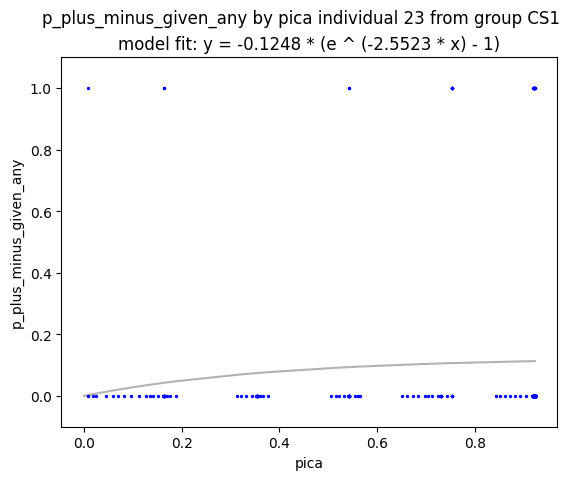 p_plus_minus_given_any by pica individual 23 from group CS1
model fit: y = -0.1248 * (e ^ (-2.5523 * x) - 1)
1.0
0.8
0.6
0.4
0.2
0.0
p_plus_minus_given_any
0.0 0.2 0.4 0.6 0.8
pica